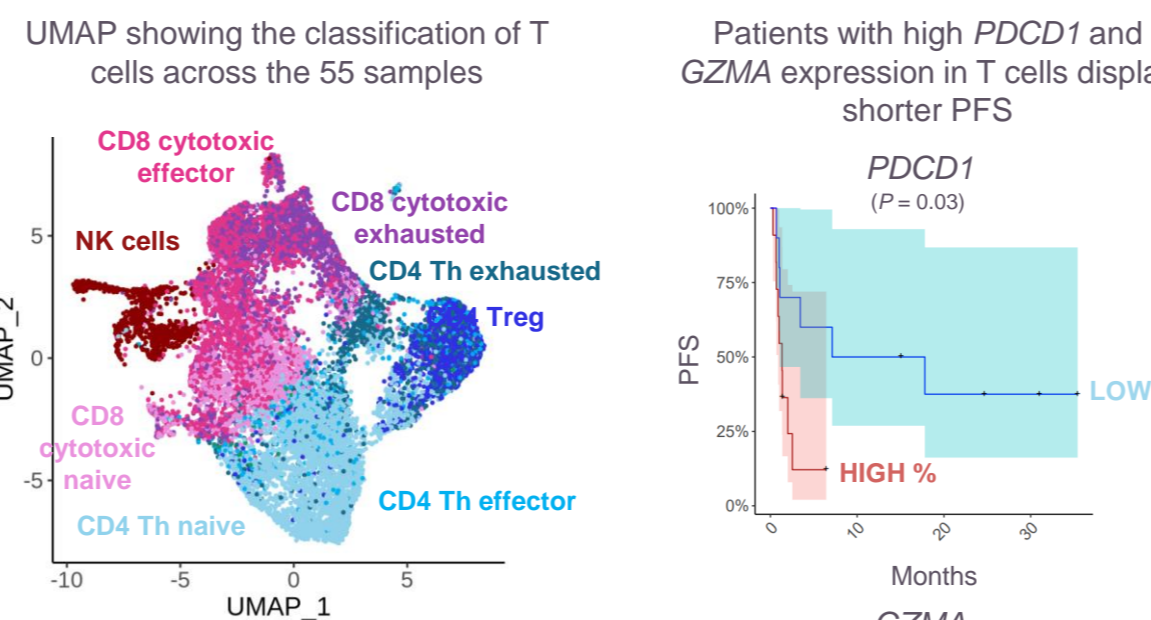 UMAP showing the classification of T
cells across the 55 samples
CD8 cytotoxic
effector
CD8 cytotoxic
exhausted
NK cells
CD4 Th exhausted
Treg
CD8
cytotoxic
naive
CD4 Th effector
CD4 Th naive
UMAP_2
5
0
-5
-10
-5
0
5
UMAP_1
Patients with high PDCD1 and
GZMA expression in T cells displa
shorter PFS
PDCD1
(P = 0.03)
PFS
100%
75%
50%
25%
0%
LOW
HIGH %
0
10
20
30
Months
GZMA